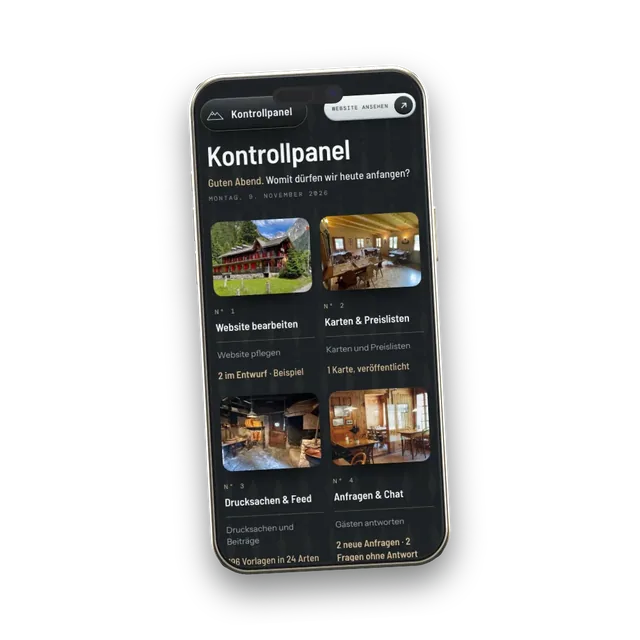 Kontrollpanel
WEBSITE ANSEHEN
Kontrollpanel
Guten Abend. Womit dürfen wir heute anfangen?
MONTAG, 9. NOVEMBER 2026
N° 1
Website bearbeiten
Website pflegen
2 im Entwurf · Beispiel
N° 2
Karten & Preislisten
Karten und Preislisten
1 Karte, veröffentlicht
N° 3
Drucksachen & Feed
Drucksachen und
Beiträge
Vorlagen in 24 Arten
N° 4
Anfragen & Chat
Gästen antworten
2 neue Anfragen · 2
Fragen ohne Antwort